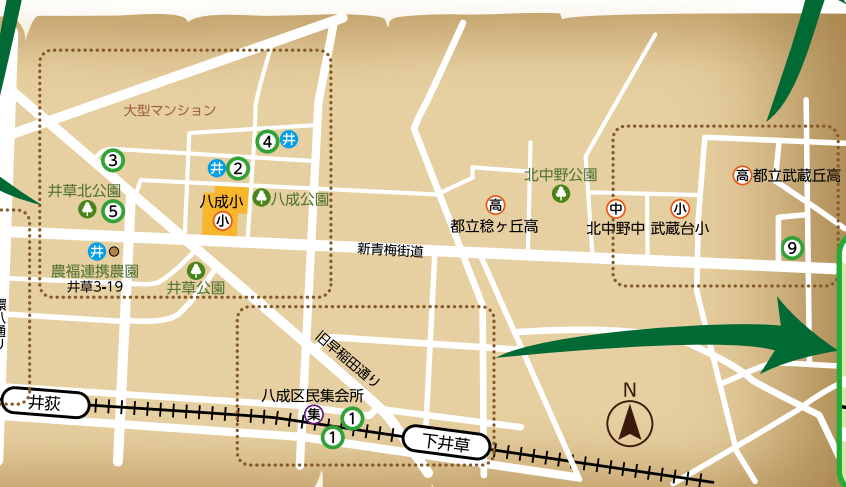 大型マンション
④
井
③
井
②
井草北公園
⑤
八成小
小
八成公園
井
農福連携農園
井草3-19
井草公園
新青梅街道
高
都立稔ヶ丘高
北中野公園
中
北中野中
小
武蔵台小
高
都立武蔵丘高
⑨
環八通り
旧早稲田通り
八成区民集会所
集
①
①
井荻
下井草
N